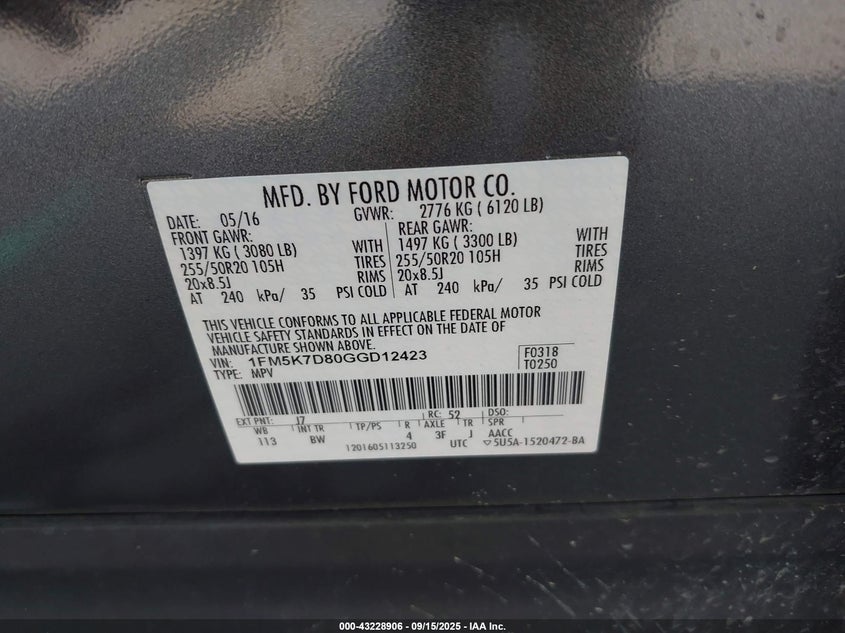 MFD. BY FORD MOTOR CO.
DATE: 05/16 GVWR: 2776 KG ( 6120 LB)
FRONT GAWR: REAR GAWR:
1397 KG ( 3080 LB) WITH 1497 KG ( 3300 LB) WITH
255/50R20 105H TIRES 255/50R20 105H TIRES
20x8.5J RIMS 20x8.5J RIMS
AT 240 kPa/ 35 PSI COLD AT 240 kPa/ 35 PSI COLD
THIS VEHICLE CONFORMS TO ALL APPLICABLE FEDERAL MOTOR
VEHICLE SAFETY STANDARDS IN EFFECT ON THE DATE OF
MANUFACTURE SHOWN ABOVE.
VIN: 1FM5K7D80GGD12423 F0318
TYPE: MPV T0250
EXT PNT: J7 RC: 52 DSO:
WB INT TR TP/PS R AXLE TR SPR
113 BW 4 3F J AACC
1201605113250 UTC ▽5U5A-1520472-BA
000-43228906 - 09/15/2025 - IAA Inc.